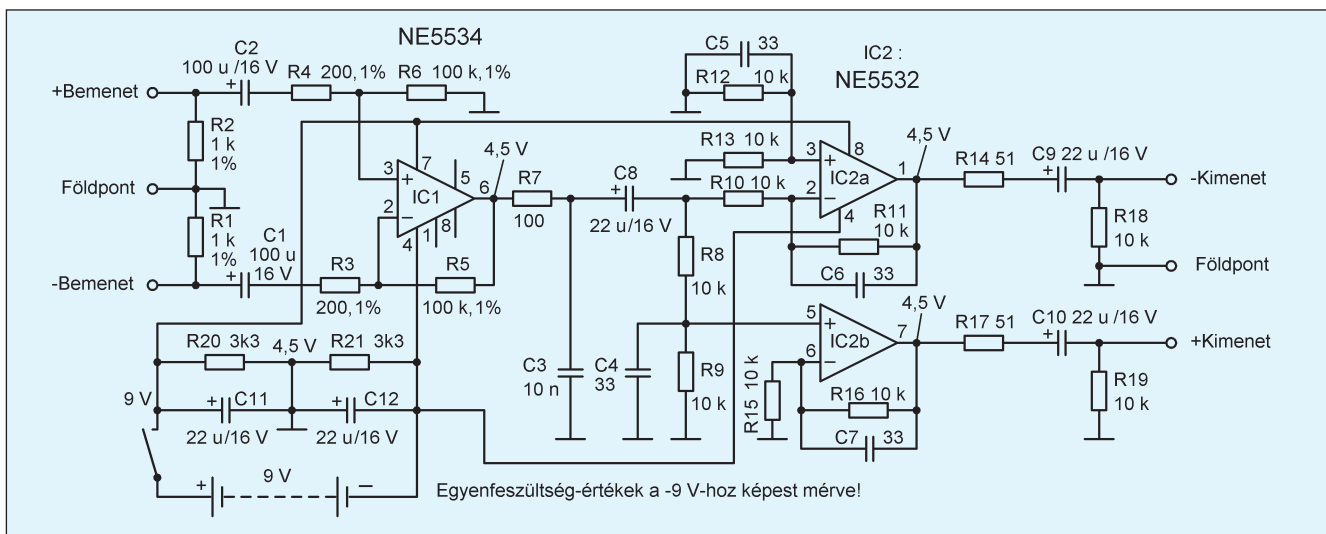 NE5534
C2
100 u /16 V
+
R4 200, 1%
R6 100 k, 1%
C5 33
R12 10 k
IC2 :
NE5532
+Bemenet
R2
1 k
1%
Földpont
R1
1 k
1%
-Bemenet
C1
100 u
16 V
+
R3
200, 1%
3
+
2
−
IC1
7
5
6
4
1
8
4,5 V
R5
100 k, 1%
R7
100
C8
+
22 u/16 V
R13 10 k
R10 10 k
3
+
2
−
IC2a
8
1
4
4,5 V
R11
10 k
C6 33
R14 51
C9 22 u /16 V
+
-Kimenet
R18
10 k
Földpont
R8
10 k
R9
10 k
C3
10 n
C4
33
5
+
6
−
IC2b
7
4,5 V
R15 10 k
R16 10 k
C7 33
R17 51
C10 22 u /16 V
+
+Kimenet
R19
10 k
R20 3k3
4,5 V
R21 3k3
9 V
+
C11
22 u/16 V
+
C12
22 u/16 V
+
9 V
−
Egyenfeszültség-értékek a -9 V-hoz képest mérve!